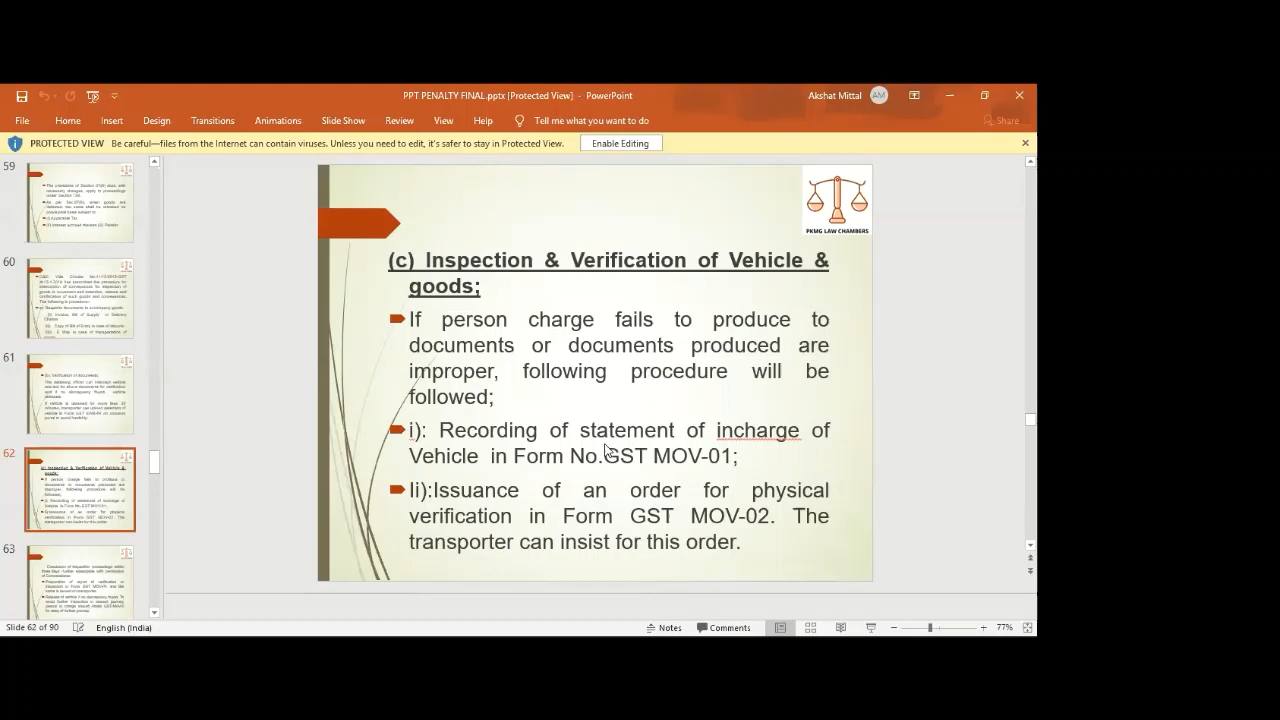 PPT PENALTY FINAL.pptx [Protected View] - PowerPoint
Akshat Mittal AM
File Home Insert Design Transitions Animations Slide Show Review View Help Tell me what you want to do Share
PROTECTED VIEW Be careful—files from the Internet can contain viruses. Unless you need to edit, it's safer to stay in Protected View. Enable Editing
59
60
61
62
63
PKMG LAW CHAMBERS
(c) Inspection & Verification of Vehicle &
goods;
If person charge fails to produce to
documents or documents produced are
improper, following procedure will be
followed;
i): Recording of statement of incharge of
Vehicle in Form No.GST MOV-01;
Ii):Issuance of an order for physical
verification in Form GST MOV-02. The
transporter can insist for this order.
Slide 62 of 90 English (India) Notes Comments 77%